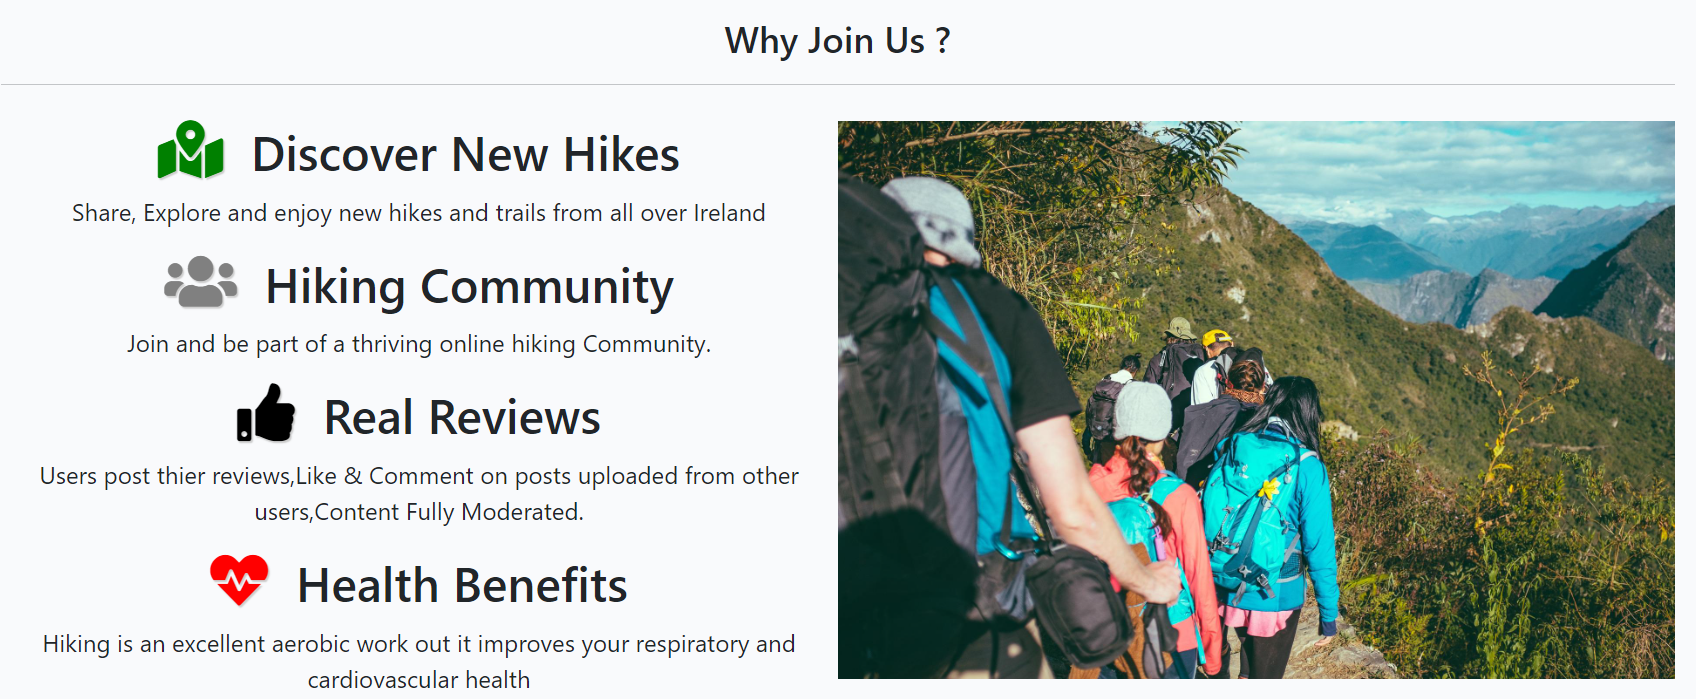 Why Join Us ?
Discover New Hikes
Share, Explore and enjoy new hikes and trails from all over Ireland
Hiking Community
Join and be part of a thriving online hiking Community.
Real Reviews
Users post thier reviews,Like & Comment on posts uploaded from other
users,Content Fully Moderated.
Health Benefits
Hiking is an excellent aerobic work out it improves your respiratory and
cardiovascular health